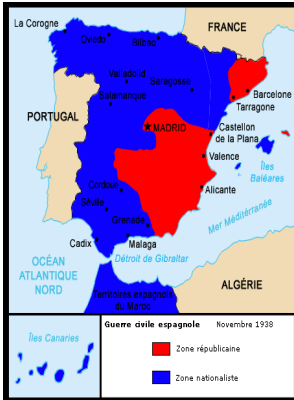 FRANCE
La Corogne
Oviedo
Bilbao
Valladolid
Saragosse
Salamanque
Barcelone
Tarragone
PORTUGAL
MADRID
Castellon
de la Plana
Valence
Îles
Baléares
Alicante
Cordoue
Séville
Mer Méditérranée
Grenade
Cadix
Malaga
OCÉAN
ATLANTIQUE
NORD
Détroit de Gibraltar
ALGÉRIE
Territoires espagnols
du Maroc
Îles Canaries
Guerre civile espagnole Novembre 1938
Zone républicaine
Zone nationaliste